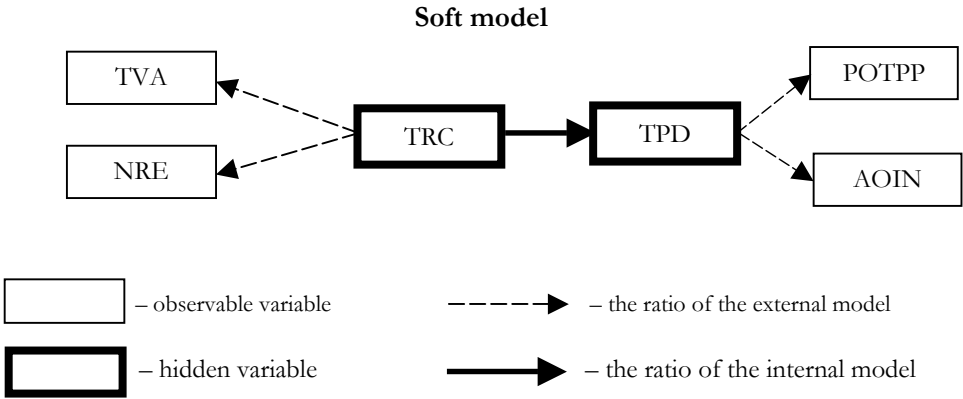 Soft model
TVA
POTPP
TRC
TPD
NRE
AOIN
– observable variable
– the ratio of the external model
– hidden variable
– the ratio of the internal model